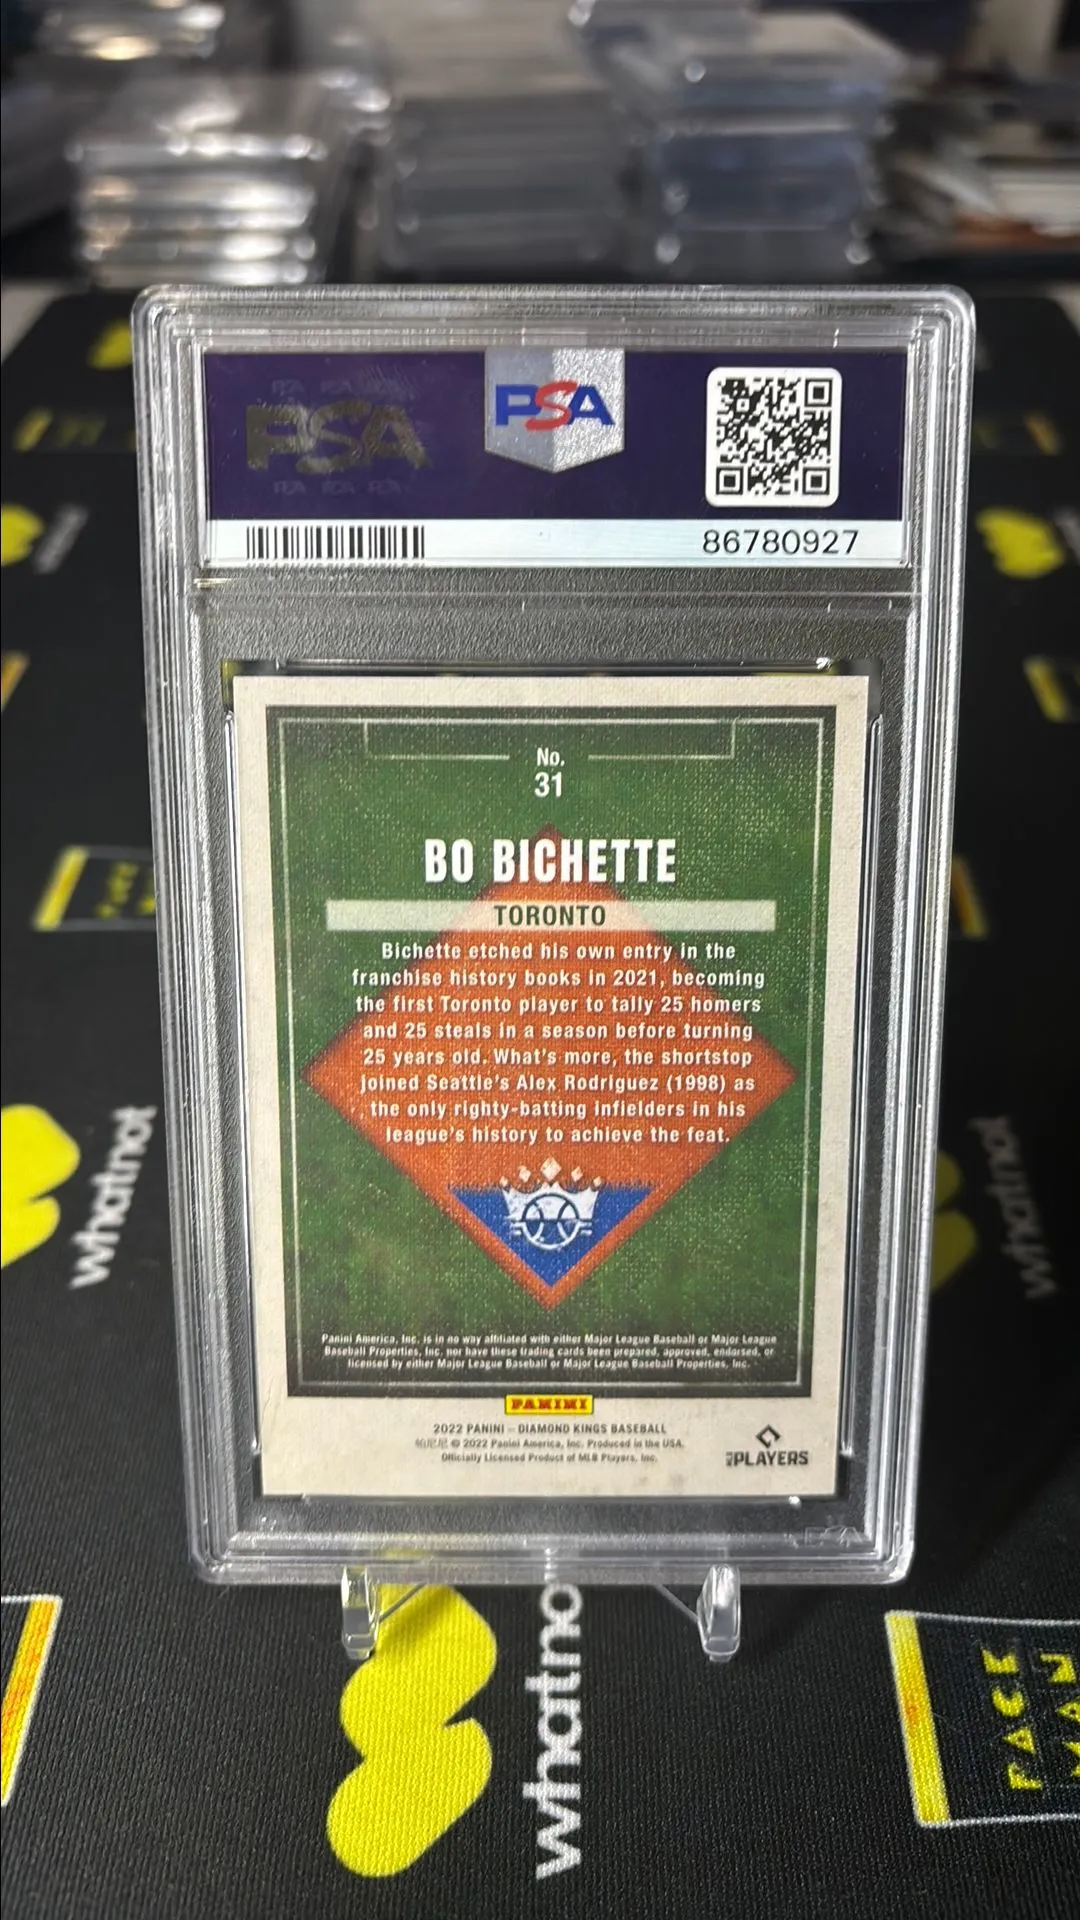 PSA
PSA
86780927
No.
31
BO BICHETTE
TORONTO
Bichette etched his own entry in the
franchise history books in 2021, becoming
the first Toronto player to tally 25 homers
and 25 steals in a season before turning
25 years old. What's more, the shortstop
joined Seattle's Alex Rodriguez (1998) as
the only righty-batting infielders in his
league's history to achieve the feat.
Panini America, Inc. is in no way affiliated with either Major League Baseball or Major League
Baseball Properties, Inc. nor have these trading cards been prepared, approved, endorsed, or
licensed by either Major League Baseball or Major League Baseball Properties, Inc.
PANINI
2022 PANINI – DIAMOND KINGS BASEBALL
© 2022 Panini America, Inc. Produced in the USA.
Officially Licensed Product of MLB Players, Inc.
PLAYERS
whatnot
whatnot
whatnot
PACK
MAN